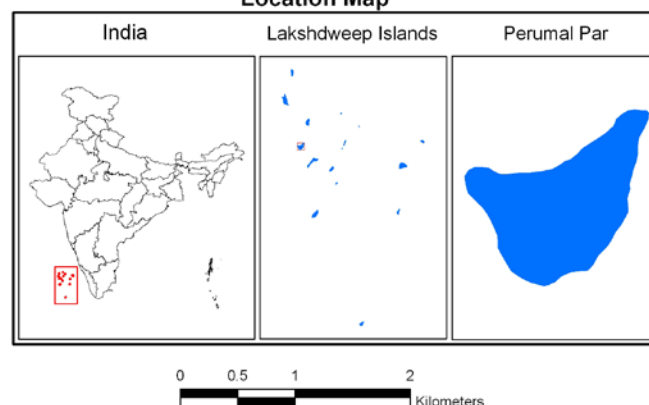 Location Map
India
Lakshdweep Islands
Perumal Par
0 0.5 1 2
Kilometers